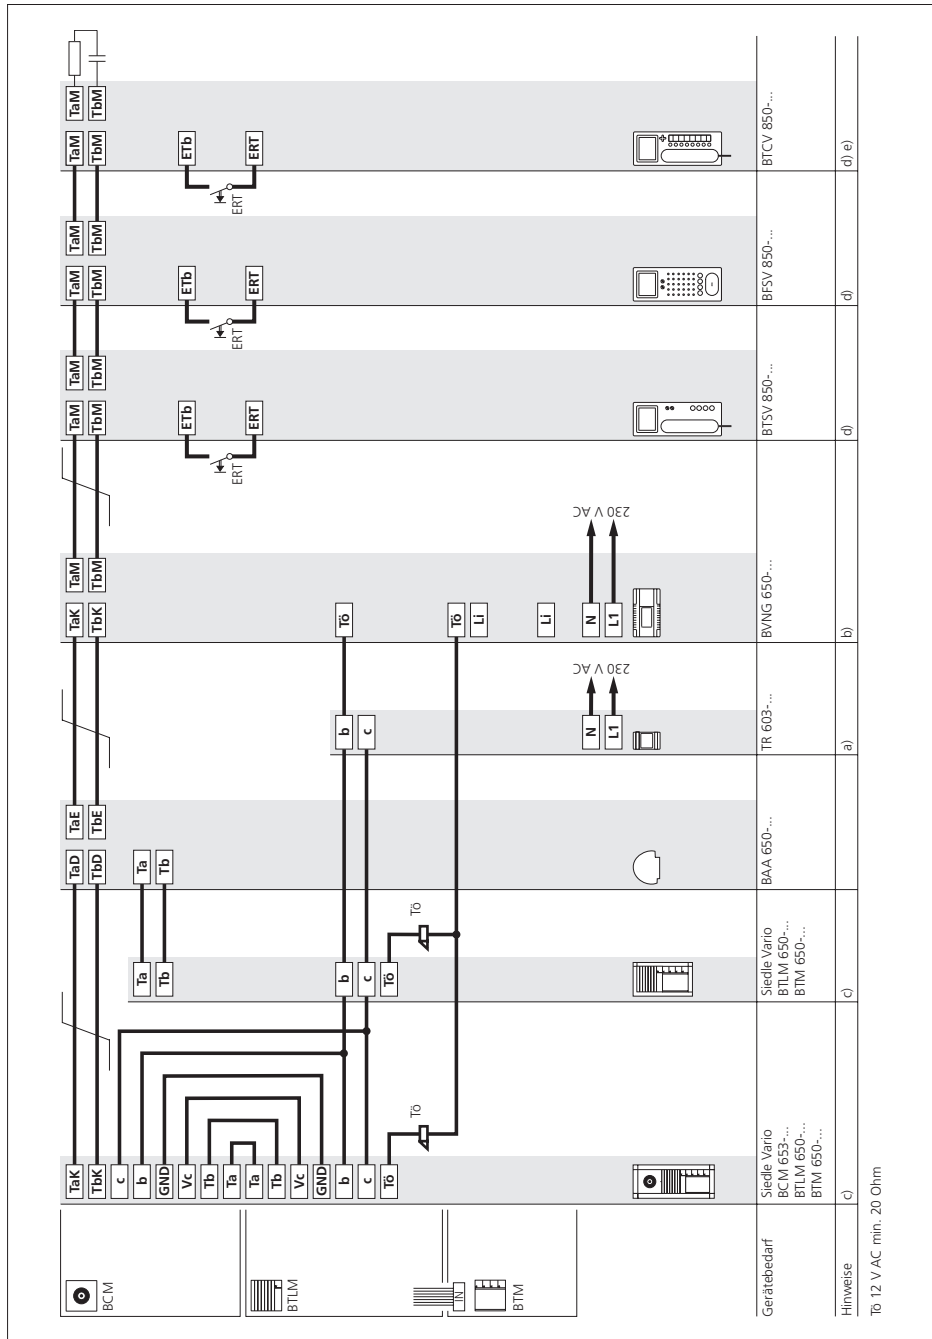 BCM
BTLM
IN
BTM
TaK
TbK
c
b
GND
Vc
Tb
Ta
Ta
Tb
Vc
GND
b
c
Tö
Tö
Ta
Tb
b
c
Tö
Tö
TaD TaE
TbD TbE
Ta
Tb
b
c
N
L1
230 V AC
TaK TaM
TbK TbM
Tö
Tö
Li
Li
N
L1
230 V AC
TaM TaM
TbM TbM
ETb
ERT
ERT
TaM TaM
TbM TbM
ETb
ERT
ERT
TaM TaM
TbM TbM
ETb
ERT
ERT
Gerätebedarf
Siedle Vario
BCM 653-...
BTLM 650-...
BTM 650-...
Siedle Vario
BTLM 650-...
BTM 650-...
BAA 650-...
TR 603-...
BVNG 650-...
BTSV 850-...
BFSV 850-...
BTCV 850-...
Hinweise
c)
c)
a)
b)
d)
d)
d) e)
Tö 12 V AC min. 20 Ohm